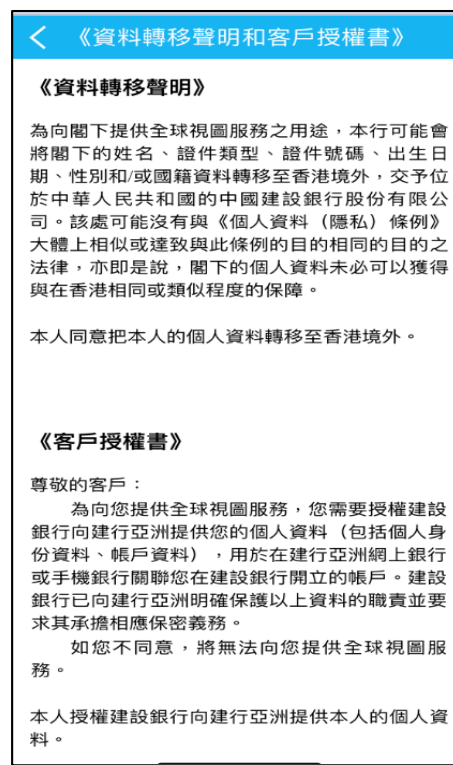 《資料轉移聲明和客戶授權書》
《資料轉移聲明》
為向閣下提供全球視圖服務之用途，本行可能會
將閣下的姓名、證件類型、證件號碼、出生日
期、性別和/或國籍資料轉移至香港境外，交予位
於中華人民共和國的中國建設銀行股份有限公
司。該處可能沒有與《個人資料（隱私）條例》
大體上相似或達致與此條例的目的相同的目的之
法律，亦即是說，閣下的個人資料未必可以獲得
與在香港相同或類似程度的保障。
本人同意把本人的個人資料轉移至香港境外。
《客戶授權書》
尊敬的客戶：
為向您提供全球視圖服務，您需要授權建設
銀行向建行亞洲提供您的個人資料（包括個人身
份資料、帳戶資料），用於在建行亞洲網上銀行
或手機銀行關聯您在建設銀行開立的帳戶。建設
銀行已向建行亞洲明確保護以上資料的職責並要
求其承擔相應保密義務。
如您不同意，將無法向您提供全球視圖服
務。
本人授權建設銀行向建行亞洲提供本人的個人資
料。